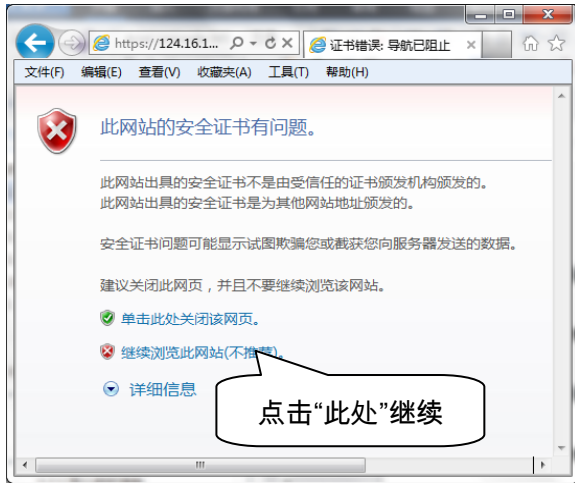 https://124.16.1...
证书错误: 导航已阻止
文件(F) 编辑(E) 查看(V) 收藏夹(A) 工具(T) 帮助(H)
此网站的安全证书有问题。
此网站出具的安全证书不是由受信任的证书颁发机构颁发的。
此网站出具的安全证书是为其他网站地址颁发的。
安全证书问题可能显示试图欺骗您或截获您向服务器发送的数据。
建议关闭此网页，并且不要继续浏览该网站。
单击此处关闭该网页。
继续浏览此网站(不推荐)。
详细信息
点击“此处”继续